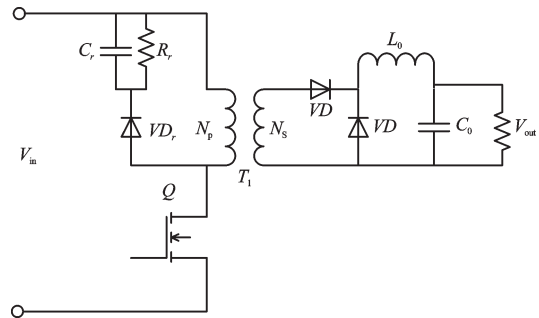 C_r
R_r
L_0
VD
VD_r
N_p
N_S
VD
C_0
V_out
V_in
T_1
Q